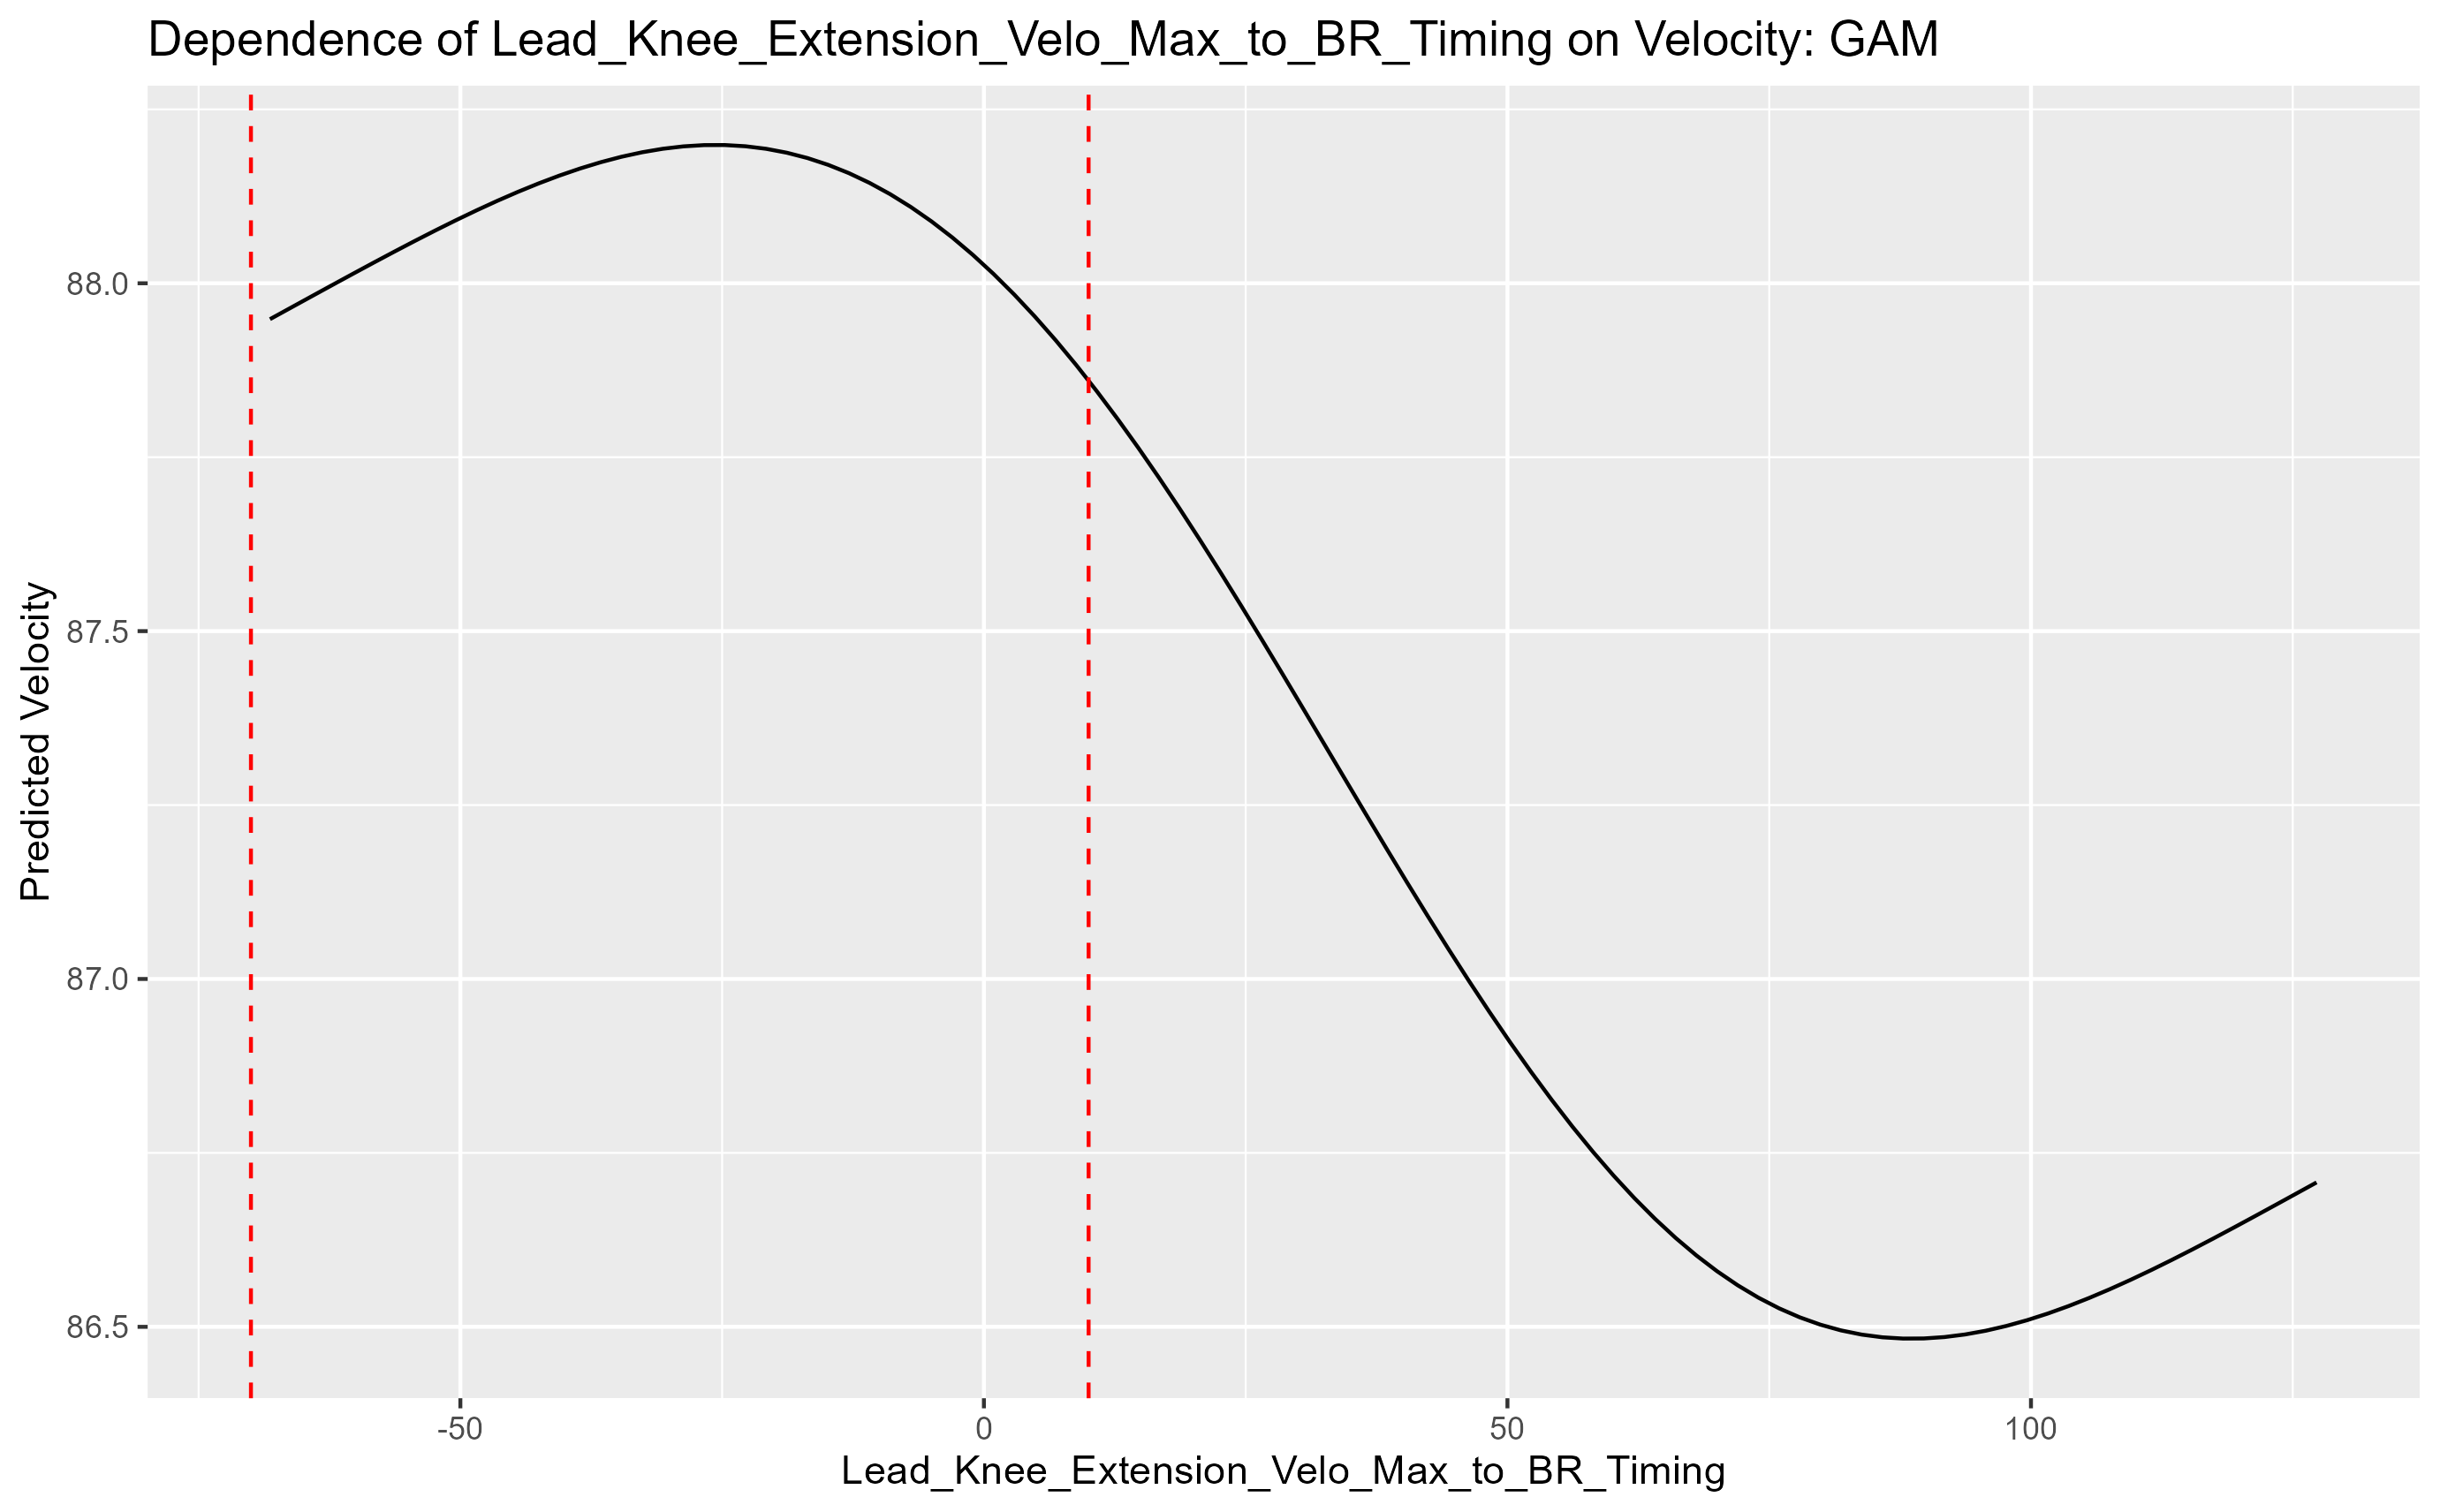 Dependence of Lead_Knee_Extension_Velo_Max_to_BR_Timing on Velocity: GAM
Predicted Velocity
88.0
87.5
87.0
86.5
-50 0 50 100
Lead_Knee_Extension_Velo_Max_to_BR_Timing